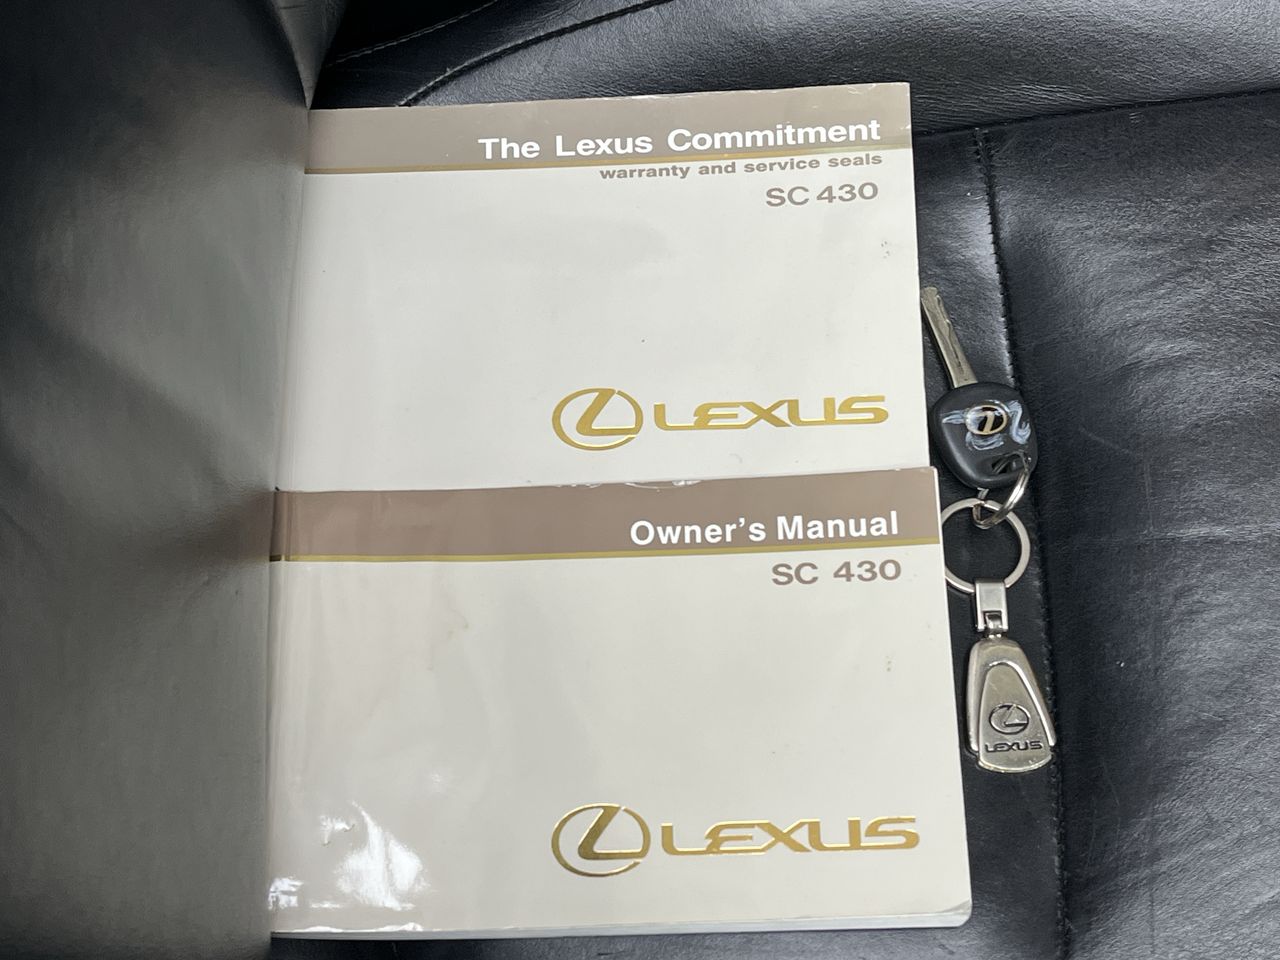 The Lexus Commitment
warranty and service seals
SC 430
LEXUS
Owner's Manual
SC 430
LEXUS
LEXUS